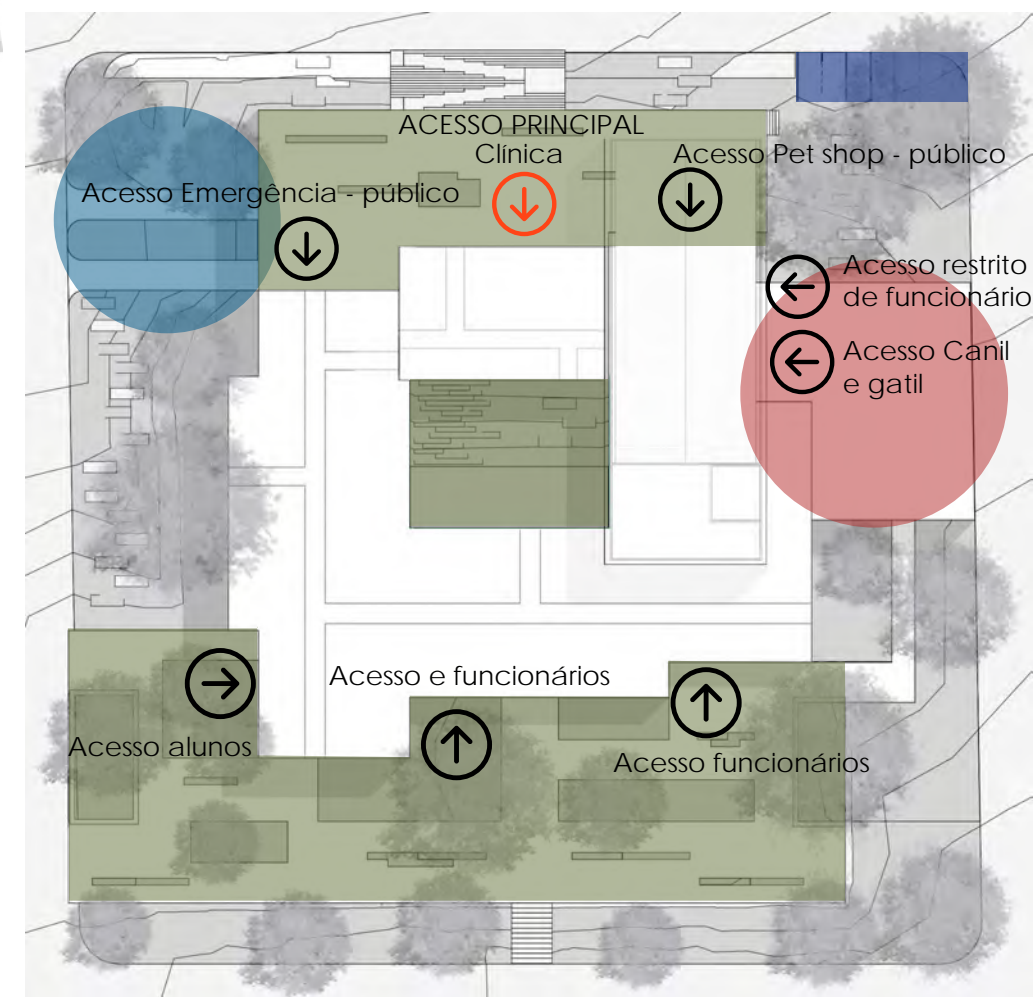 ACESSO PRINCIPAL
Clínica
Acesso Pet shop - público
Acesso Emergência - público
Acesso restrito
de funcionário
Acesso Canil
e gatil
Acesso e funcionários
Acesso alunos
Acesso funcionários